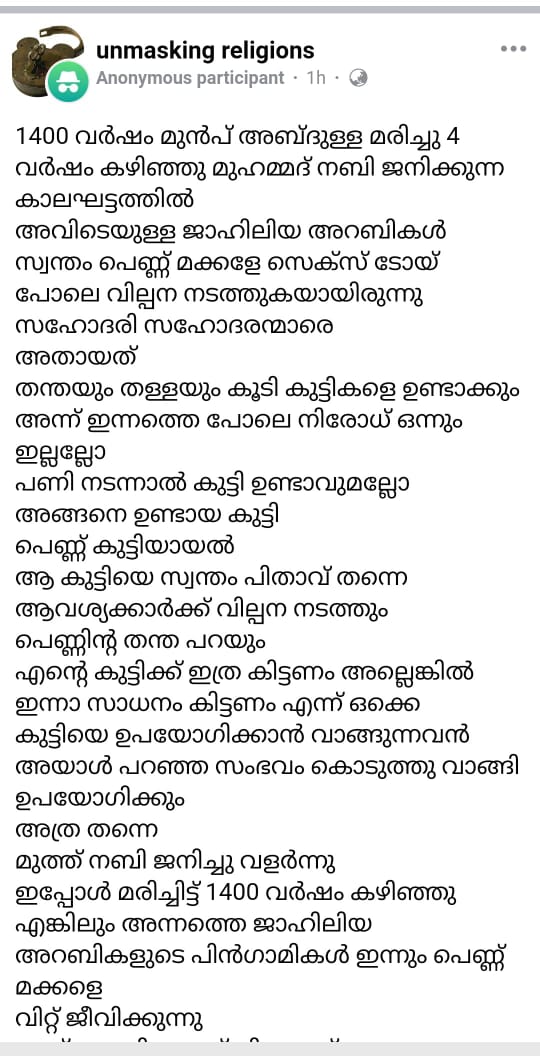 unmasking religions
Anonymous participant · 1h ·
1400 വർഷം മുൻപ് അബ്ദുള്ള മരിച്ചു 4
വർഷം കഴിഞ്ഞു മുഹമ്മദ് നബി ജനിക്കുന്ന
കാലഘട്ടത്തിൽ
അവിടെയുള്ള ജാഹിലിയ അറബികൾ
സ്വന്തം പെണ്ണ് മക്കളേ സെക്സ് ടോയ്
പോലെ വില്പന നടത്തുകയായിരുന്നു
സഹോദരി സഹോദരന്മാരെ
അതായത്
തന്തയും തള്ളയും കൂടി കുട്ടികളെ ഉണ്ടാക്കും
അന്ന് ഇന്നത്തെ പോലെ നിരോധ് ഒന്നും
ഇല്ലല്ലോ
പണി നടന്നാൽ കുട്ടി ഉണ്ടാവുമല്ലോ
അങ്ങനെ ഉണ്ടായ കുട്ടി
പെണ്ണ് കുട്ടിയായൽ
ആ കുട്ടിയെ സ്വന്തം പിതാവ് തന്നെ
ആവശ്യക്കാർക്ക് വില്പന നടത്തും
പെണ്ണിന്റ തന്ത പറയും
എന്റെ കുട്ടിക്ക് ഇത്ര കിട്ടണം അല്ലെങ്കിൽ
ഇന്നാ സാധനം കിട്ടണം എന്ന് ഒക്കെ
കുട്ടിയെ ഉപയോഗിക്കാൻ വാങ്ങുന്നവൻ
അയാൾ പറഞ്ഞ സംഭവം കൊടുത്തു വാങ്ങി
ഉപയോഗിക്കും
അത്ര തന്നെ
മുത്ത് നബി ജനിച്ചു വളർന്നു
ഇപ്പോൾ മരിച്ചിട്ട് 1400 വർഷം കഴിഞ്ഞു
എങ്കിലും അന്നത്തെ ജാഹിലിയ
അറബികളുടെ പിൻഗാമികൾ ഇന്നും പെണ്ണ്
മക്കളെ
വിറ്റ് ജീവിക്കുന്നു